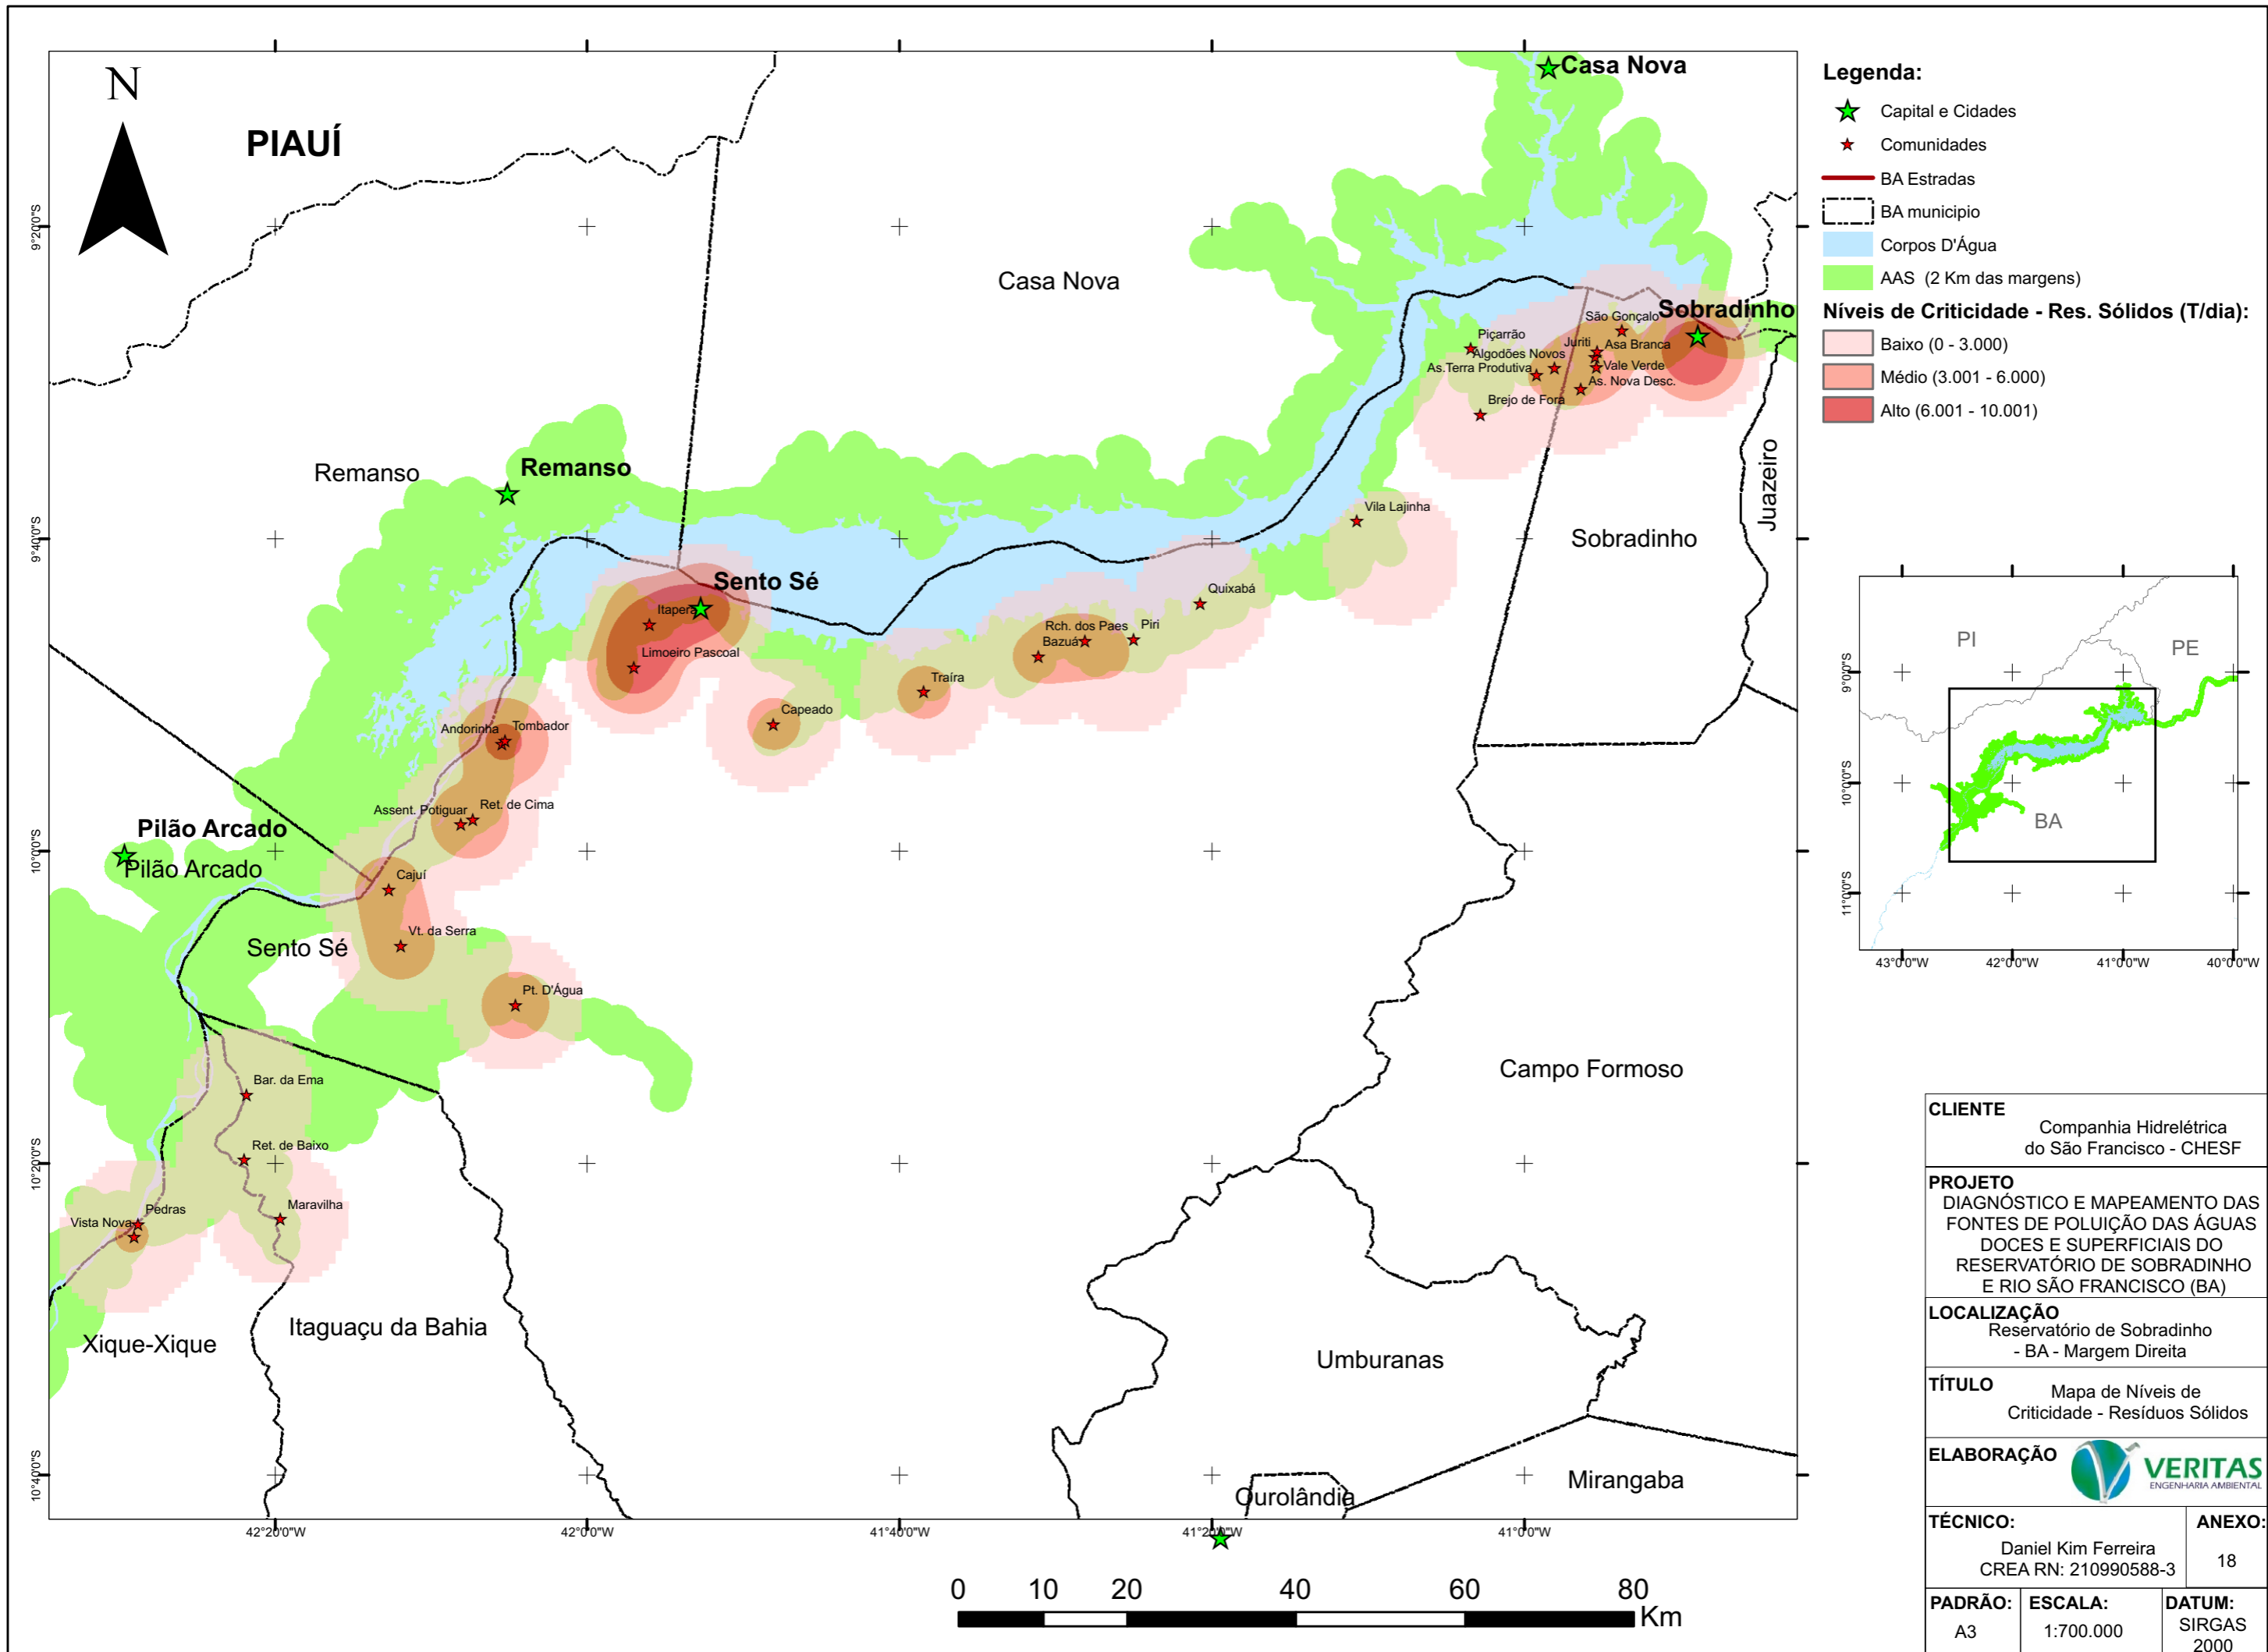 N
PIAUÍ
Casa Nova
Casa Nova
Sobradinho
São Gonçalo
Piçarrão
Juriti
Asa Branca
Algodões Novos
As.Terra Produtiva
Vale Verde
As. Nova Desc.
Brejo de Fora
Remanso
Remanso
Juazeiro
Vila Lajinha
Sobradinho
Sento Sé
Itapera
Quixabá
Rch. dos Paes
Piri
Bazuá
Limoeiro Pascoal
Traíra
Capeado
Andorinha
Tombador
Assent. Potiguar
Ret. de Cima
Pilão Arcado
Pilão Arcado
Cajuí
Vt. da Serra
Sento Sé
Pt. D'Água
Campo Formoso
Bar. da Ema
Ret. de Baixo
Maravilha
Pedras
Vista Nova
Xique-Xique
Itaguaçu da Bahia
Umburanas
Mirangaba
Ourolândia
9°20'0"S
9°40'0"S
10°0'0"S
10°20'0"S
10°40'0"S
42°20'0"W
42°0'0"W
41°40'0"W
41°20'0"W
41°0'0"W
0 10 20 40 60 80
Km
Legenda:
Capital e Cidades
Comunidades
BA Estradas
BA municipio
Corpos D'Água
AAS (2 Km das margens)
Níveis de Criticidade - Res. Sólidos (T/dia):
Baixo (0 - 3.000)
Médio (3.001 - 6.000)
Alto (6.001 - 10.001)
PI
PE
BA
9°0'0"S
10°0'0"S
11°0'0"S
43°0'0"W
42°0'0"W
41°0'0"W
40°0'0"W
CLIENTE
Companhia Hidrelétrica
do São Francisco - CHESF
PROJETO
DIAGNÓSTICO E MAPEAMENTO DAS
FONTES DE POLUIÇÃO DAS ÁGUAS
DOCES E SUPERFICIAIS DO
RESERVATÓRIO DE SOBRADINHO
E RIO SÃO FRANCISCO (BA)
LOCALIZAÇÃO
Reservatório de Sobradinho
- BA - Margem Direita
TÍTULO
Mapa de Níveis de
Criticidade - Resíduos Sólidos
ELABORAÇÃO
VERITAS
ENGENHARIA AMBIENTAL
TÉCNICO:
Daniel Kim Ferreira
CREA RN: 210990588-3
ANEXO:
18
PADRÃO:
A3
ESCALA:
1:700.000
DATUM:
SIRGAS
2000